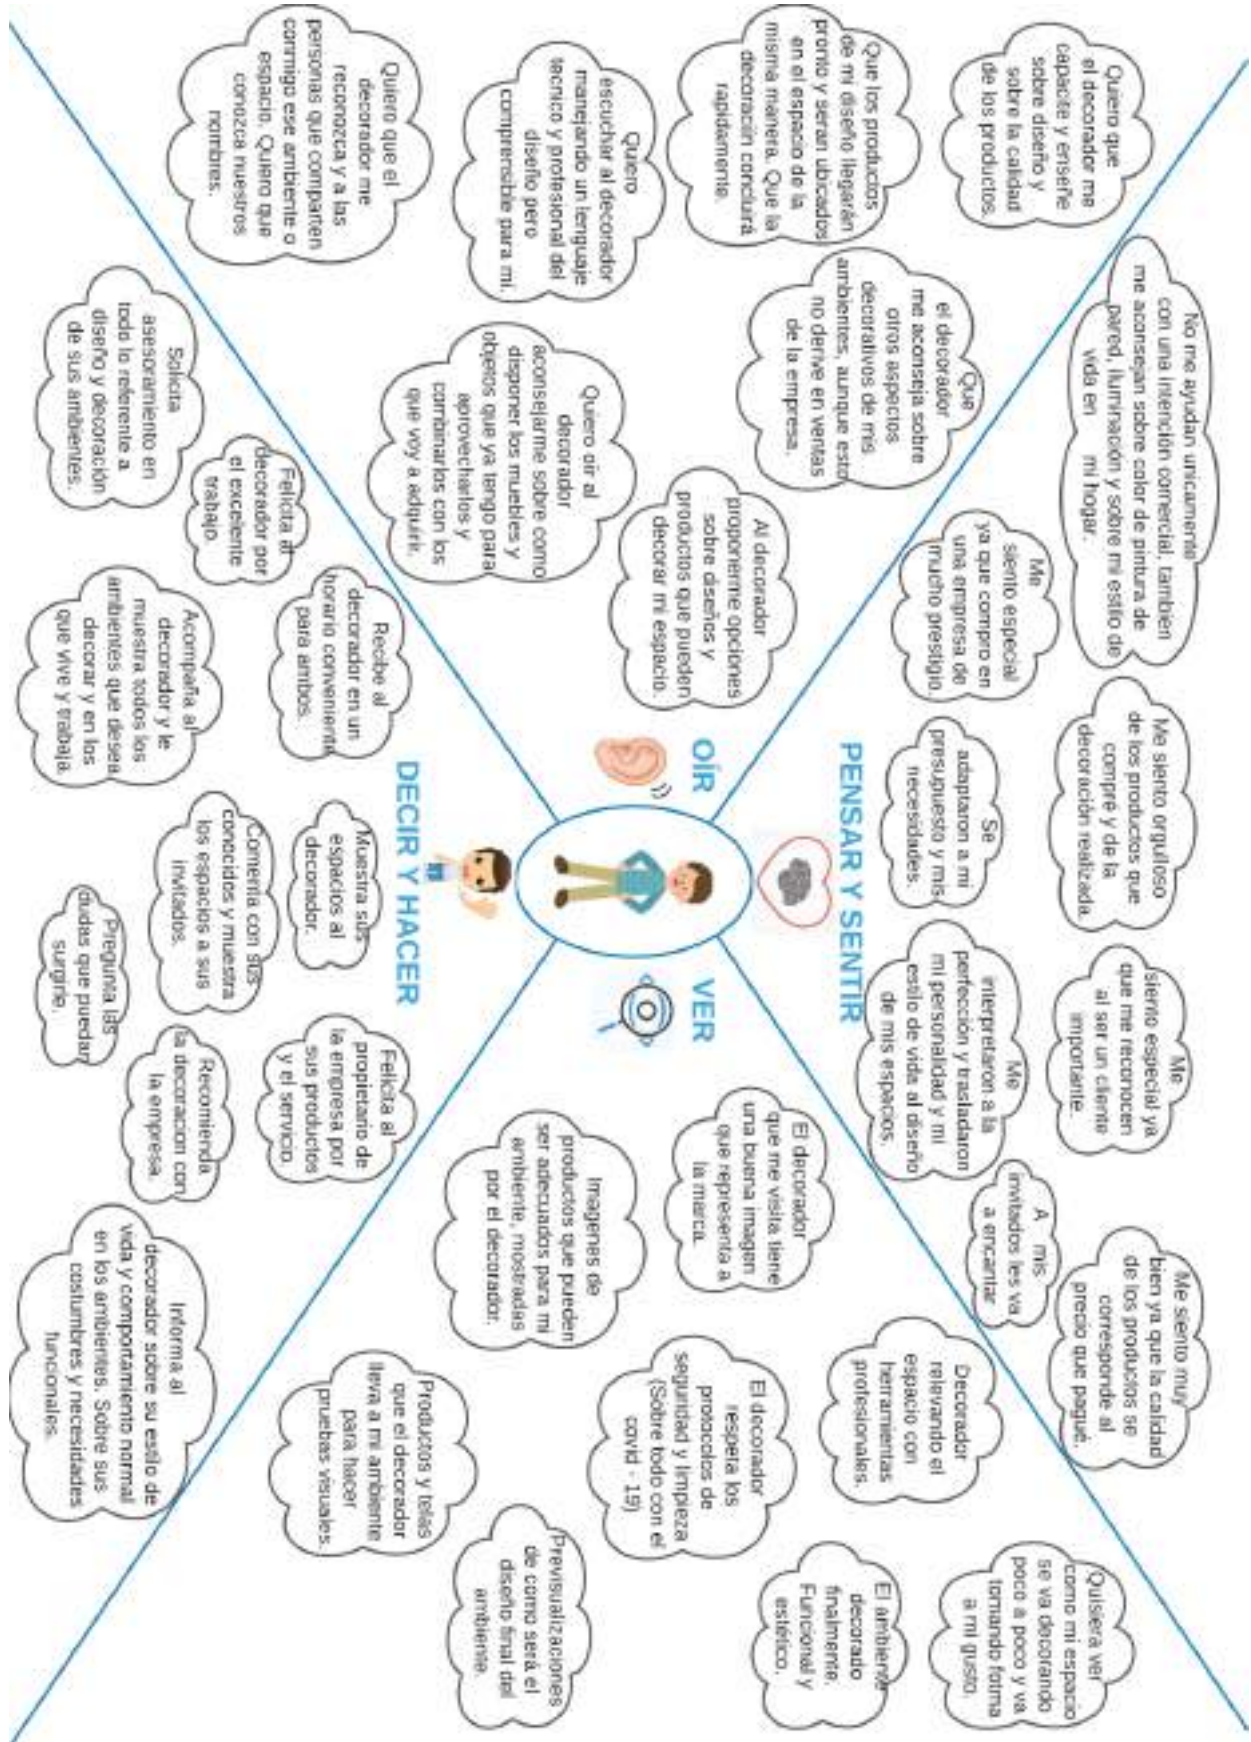 No me ayudan unicamente
con una intención comercial, tambien
me aconsejan sobre color de pintura de
pared, iluminación y sobre mi estilo de
vida en mi hogar.
Me siento orgulloso
de los productos que
compre y de la
decoración realizada.
Me
siento especial ya
que me reconocen
al ser un cliente
importante.
Me siento muy
bien ya que la calidad
de los productos se
corresponde al
precio que pagué.
Me
siento especial
ya que compro en
una empresa de
mucho prestigio.
Se
adaptaron a mi
presupuesto y mis
necesidades.
Me
interpretaron a la
perfección y trasladaron
mi personalidad y mi
estilo de vida al diseño
de mis espacios.
A mis
invitados les va
a encantar
PENSAR Y SENTIR
Quiero que
el decorador me
capacite y enseñe
sobre diseño y
sobre la calidad
de los productos.
Que los productos
de mi diseño llegarán
pronto y seran ubicados
en el espacio de la
misma manera. Que la
decoración concluirá
rapidamente.
Que
el decorador
me aconseja sobre
otros aspectos
decorativos de mis
ambientes, aunque esto
no derive en ventas
de la empresa.
Al decorador
proponerme opciones
sobre diseños y
productos que pueden
decorar mi espacio.
Quiero
escuchar al decorador
manejando un lenguaje
tecnico y profesional del
diseño pero
comprensible para mi.
Quiero oir al
decorador
aconsejarme sobre como
disponer los muebles y
objetos que ya tengo para
aprovecharlos y
combinarlos con los
que voy a adquirir.
Quiero que el
decorador me
reconozca y a las
personas que comparten
conmigo ese ambiente o
espacio. Quiero que
conozca nuestros
nombres.
OÍR
VER
Quisiera ver
como mi espacio
se va decorando
poco a poco y va
tomando fotma
a mi gusto.
Decorador
relevando el
espacio con
herramientas
profesionales.
El ambiente
decorado
finalmente.
Funcional y
estérico.
El decorador
que me visita tiene
una buena imagen
que representa a
la marca.
El decorador
respeta los
protocolos de
seguridad y limpieza
(Sobre todo con el
covid - 19)
Imagenes de
productos que pueden
ser adecuados para mi
ambiente, mostradas
por el decorador.
Previsualizaciones
de como será el
diseño final del
ambiente.
Productos y telas
que el decorador
lleva a mi ambiente
para hacer
pruebas visuales.
DECIR Y HACER
Solicita
asesoramiento en
todo lo referente a
diseño y decoración
de sus ambientes.
Felicita al
decorador por
el excelnete
trabajo.
Recibe al
decorador en un
horario conveniente
para ambos.
Acompaña al
decorador y le
muestra todos los
ambientes que desea
decorar y en los
que vive y trabaja.
Muestra sus
espacios al
decorador.
Comenta con sus
conocidos y muestra
los espacios a sus
invitados.
Pregunta las
dudas que puedan
surgirle.
Felicita al
propietario de
la empresa por
sus productos
y el servicio.
Recomienda
la decoracion con
la empresa.
Informa al
decorador sobre su estilo de
vida y comportamiento normal
en los ambientes. Sobre sus
costumbres y necesidades
funcionales.